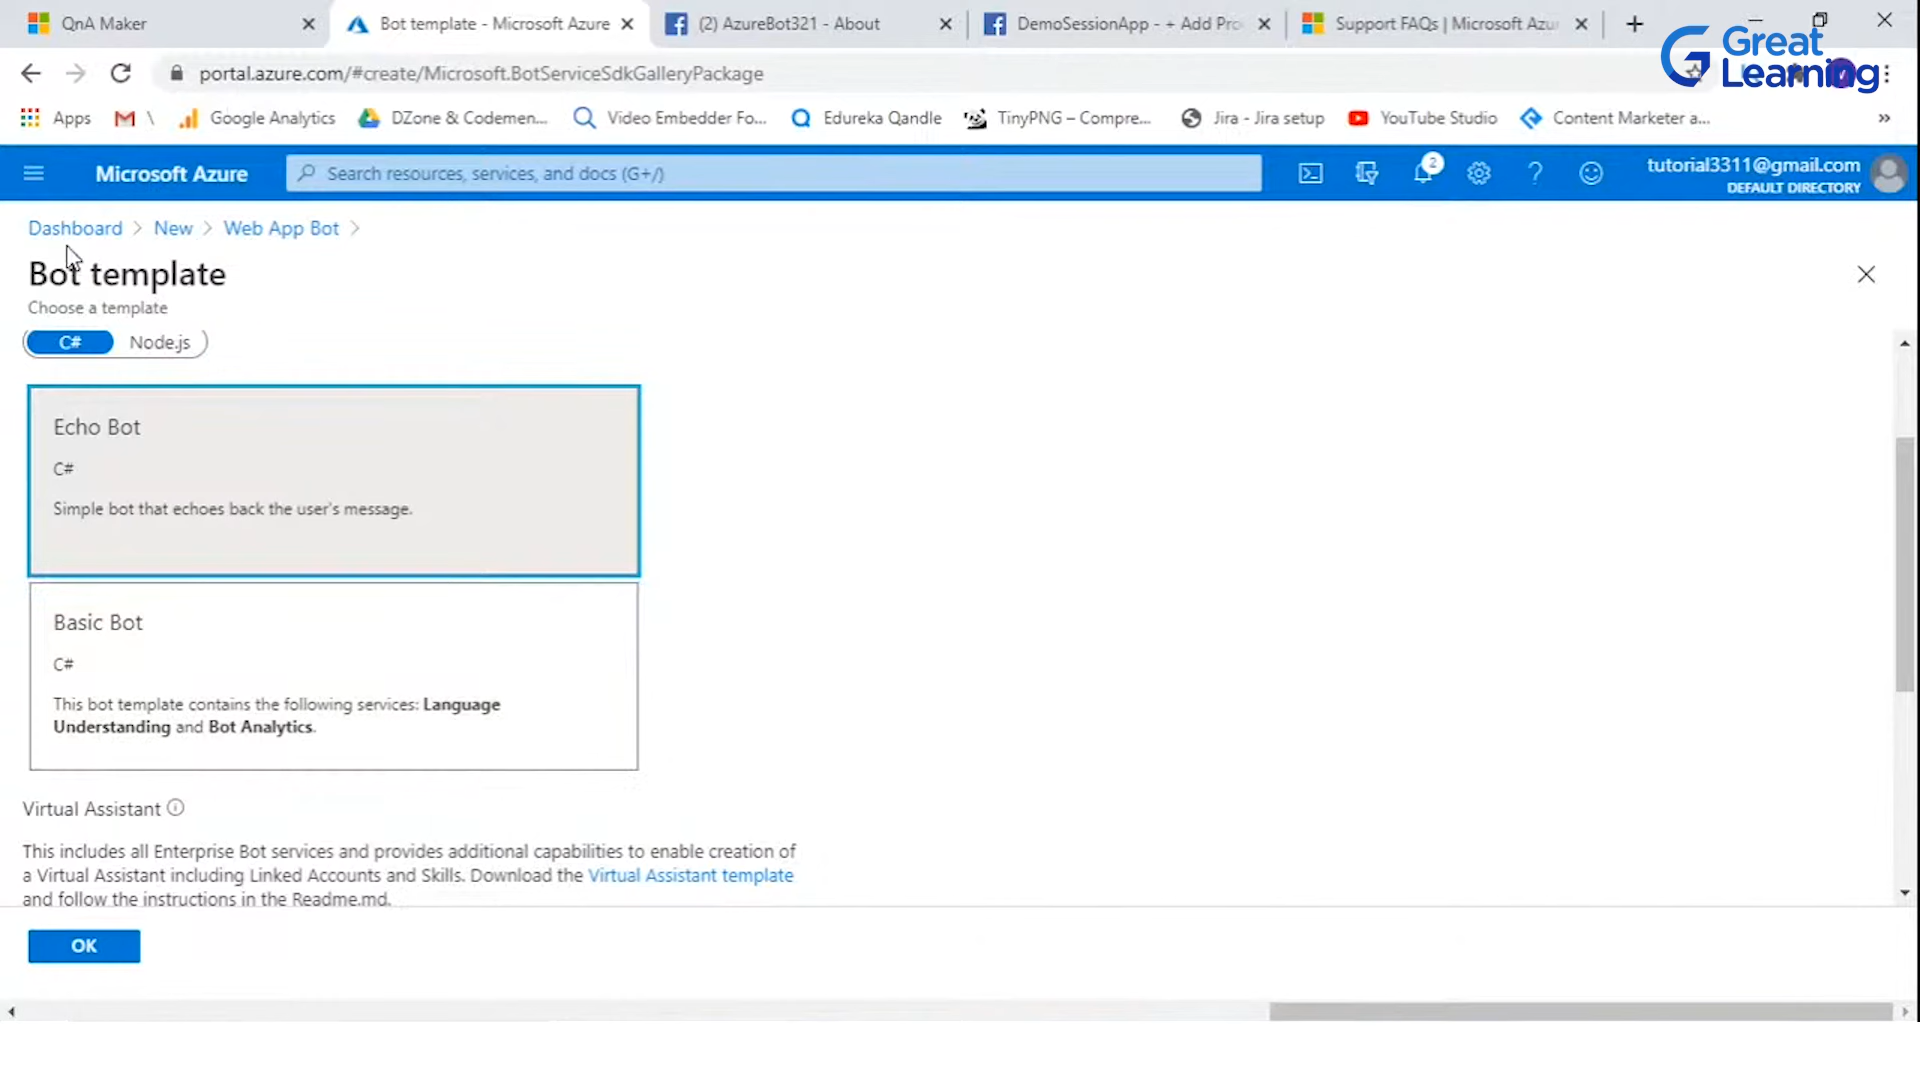 QnA Maker
Bot template - Microsoft Azure
(2) AzureBot321 - About
DemoSessionApp - + Add Pro
Support FAQs | Microsoft Azu
Great
Learning
portal.azure.com/#create/Microsoft.BotServiceSdkGalleryPackage
Apps
Google Analytics
DZone & Codemen...
Video Embedder Fo...
Edureka Qandle
TinyPNG – Compre...
Jira - Jira setup
YouTube Studio
Content Marketer a...
»
Microsoft Azure
Search resources, services, and docs (G+/)
2
tutorial3311@gmail.com
DEFAULT DIRECTORY
Dashboard > New > Web App Bot >
Bot template
Choose a template
C#
Node.js
Echo Bot
C#
Simple bot that echoes back the user's message.
Basic Bot
C#
This bot template contains the following services: Language
Understanding and Bot Analytics.
Virtual Assistant
This includes all Enterprise Bot services and provides additional capabilities to enable creation of
a Virtual Assistant including Linked Accounts and Skills. Download the Virtual Assistant template
and follow the instructions in the Readme.md.
OK